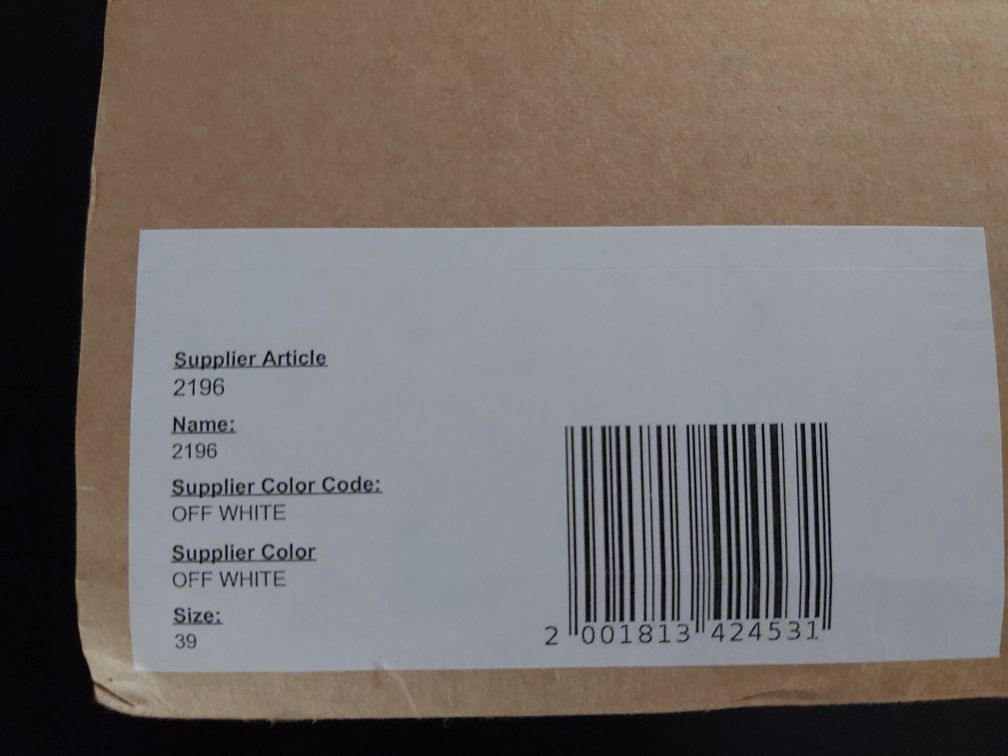 Supplier Article
2196
Name:
2196
Supplier Color Code:
OFF WHITE
Supplier Color
OFF WHITE
Size:
39
2 001813 424531